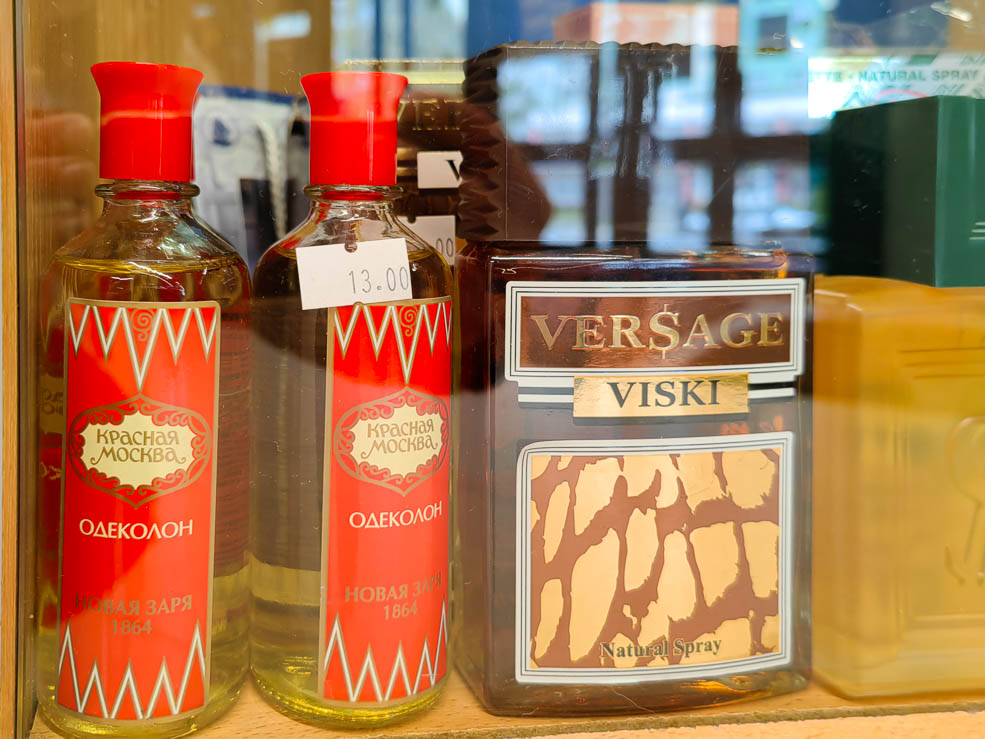 КРАСНАЯ
МОСКВА
ОДЕКОЛОН
НОВАЯ ЗАРЯ
1864
13.00
КРАСНАЯ
МОСКВА
ОДЕКОЛОН
НОВАЯ ЗАРЯ
1864
VER$AGE
VISKI
Natural Spray
- NATURAL SPRAY